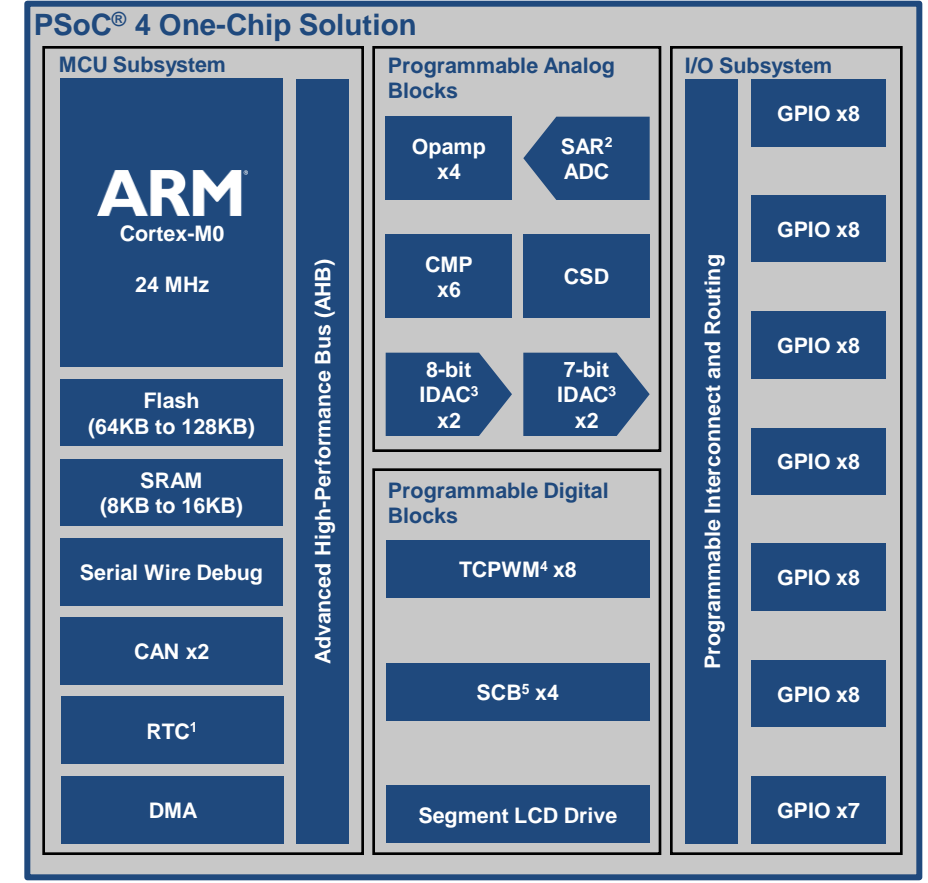 PSoC® 4 One-Chip Solution
MCU Subsystem
ARM®
Cortex-M0
24 MHz
Flash
(64KB to 128KB)
SRAM
(8KB to 16KB)
Serial Wire Debug
CAN x2
RTC¹
DMA
Advanced High-Performance Bus (AHB)
Programmable Analog
Blocks
Opamp
x4
SAR²
ADC
CMP
x6
CSD
8-bit
IDAC³
x2
7-bit
IDAC³
x2
Programmable Digital
Blocks
TCPWM⁴ x8
SCB⁵ x4
Segment LCD Drive
I/O Subsystem
Programmable Interconnect and Routing
GPIO x8
GPIO x8
GPIO x8
GPIO x8
GPIO x8
GPIO x8
GPIO x7